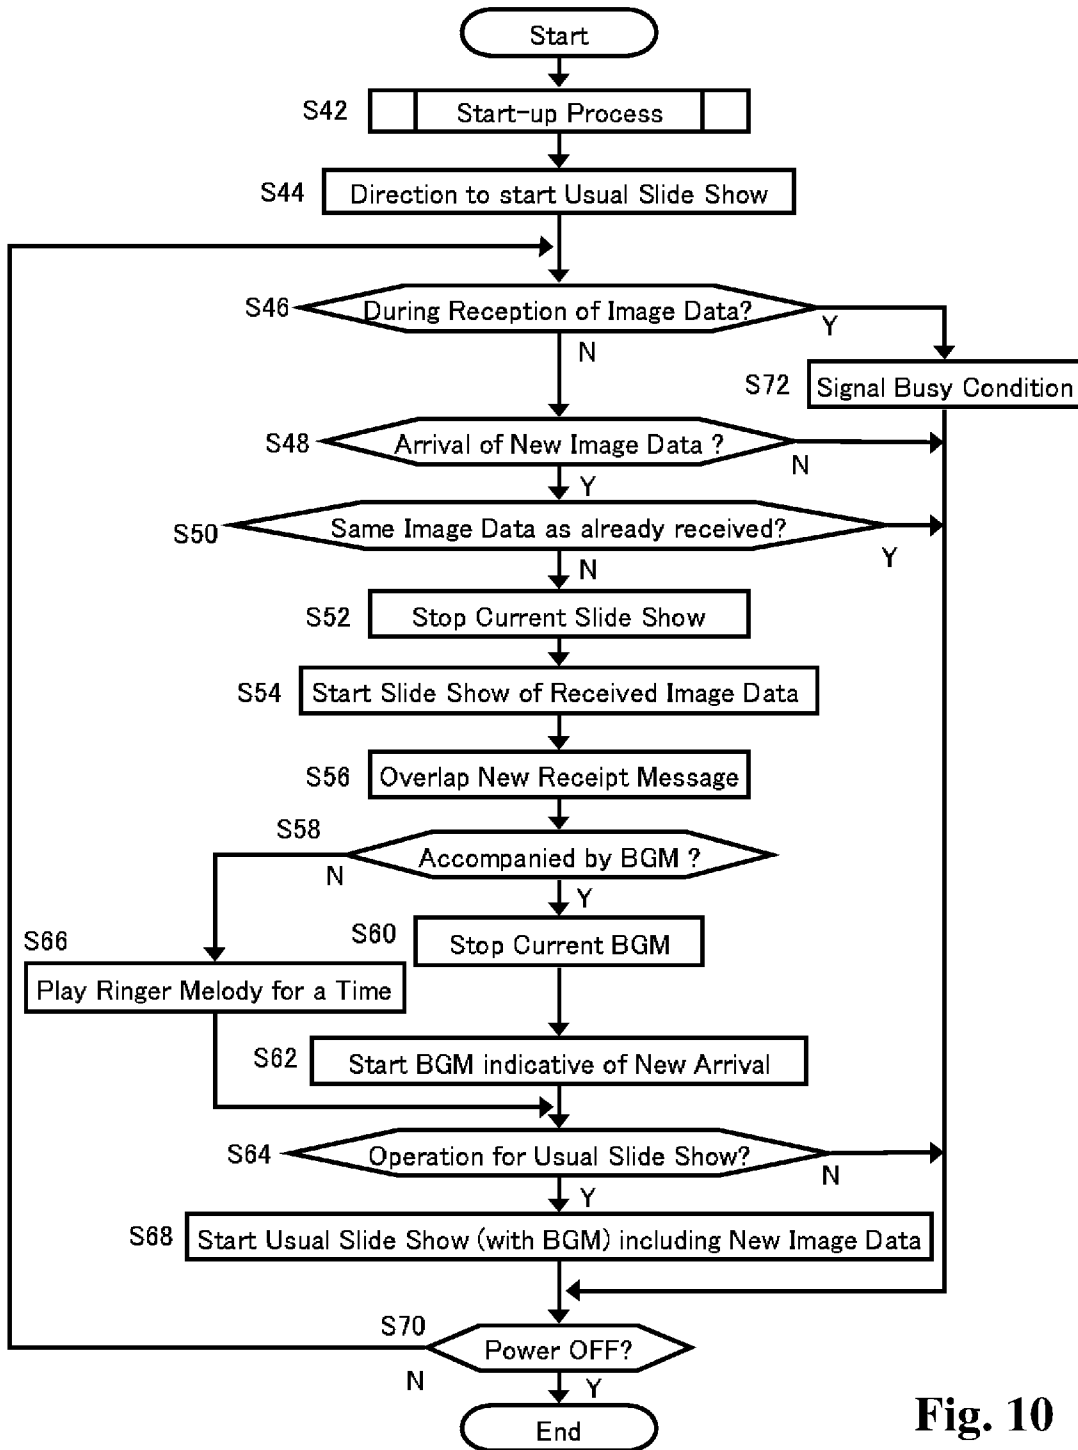 Start
S42
Start-up Process
S44
Direction to start Usual Slide Show
S46
During Reception of Image Data?
Y
N
S72
Signal Busy Condition
S48
Arrival of New Image Data ?
N
Y
S50
Same Image Data as already received?
Y
N
S52
Stop Current Slide Show
S54
Start Slide Show of Received Image Data
S56
Overlap New Receipt Message
S58
Accompanied by BGM ?
N
Y
S66
S60
Stop Current BGM
Play Ringer Melody for a Time
S62
Start BGM indicative of New Arrival
S64
Operation for Usual Slide Show?
N
Y
S68
Start Usual Slide Show (with BGM) including New Image Data
S70
Power OFF?
N
Y
End
Fig. 10